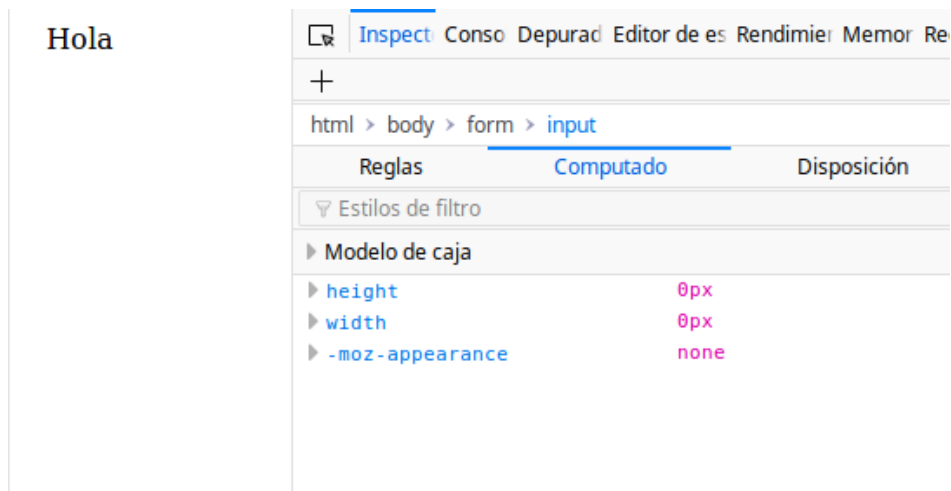 Hola
Inspect Conso Depurad Editor de es Rendimier Memor Re
+
html > body > form > input
Reglas Computado Disposición
Estilos de filtro
Modelo de caja
height 0px
width 0px
-moz-appearance none